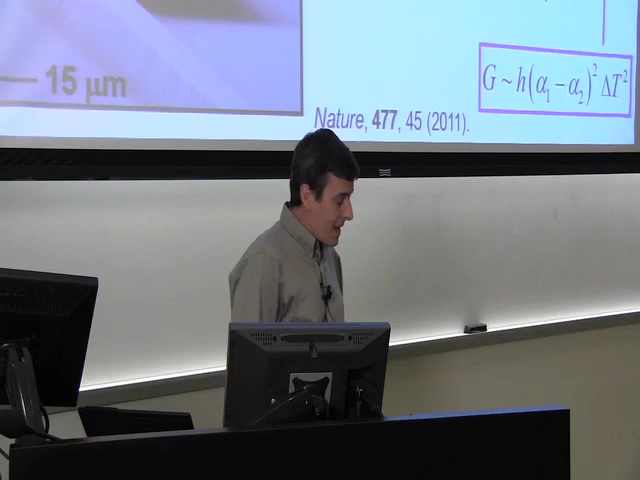 15 μm
Nature, 477, 45 (2011).
G ~ h(α₁ − α₂)² ΔT²